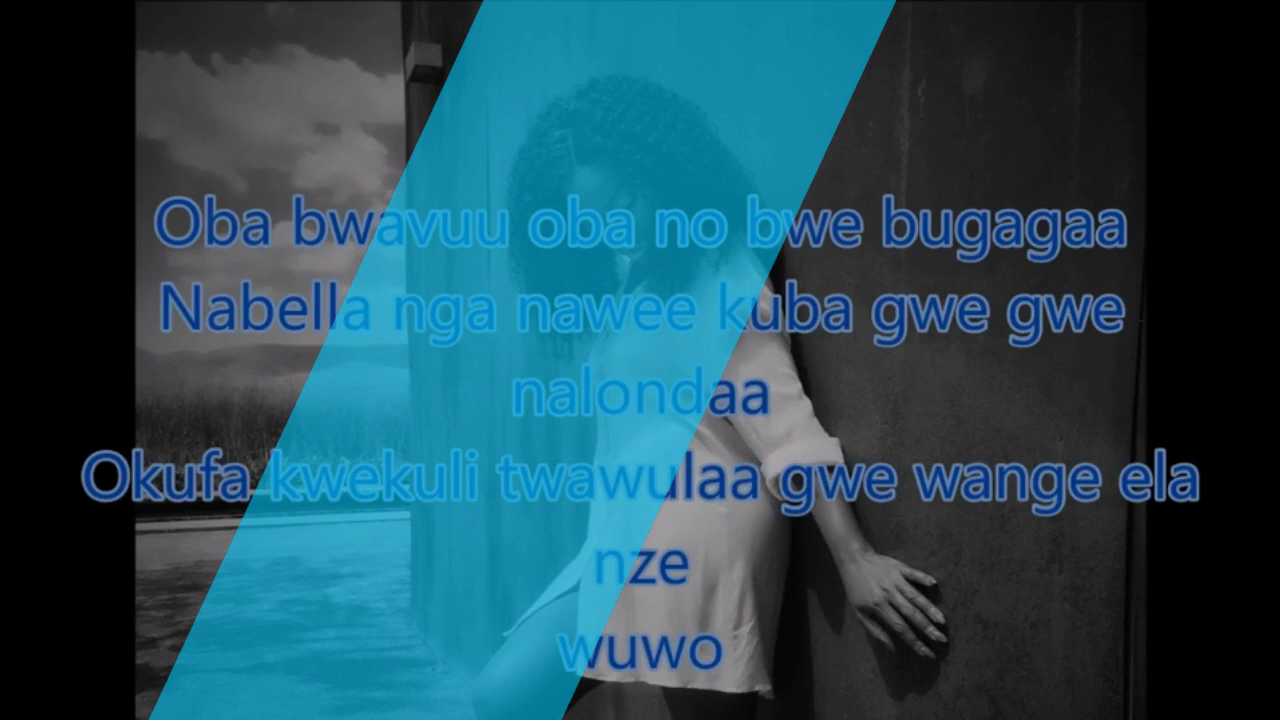 Oba bwavuu oba no bwe bugagaa
Nabella nga nawee kuba gwe gwe
nalondaa
Okufa kwekuli twawulaa gwe wange ela
nze
wuwo